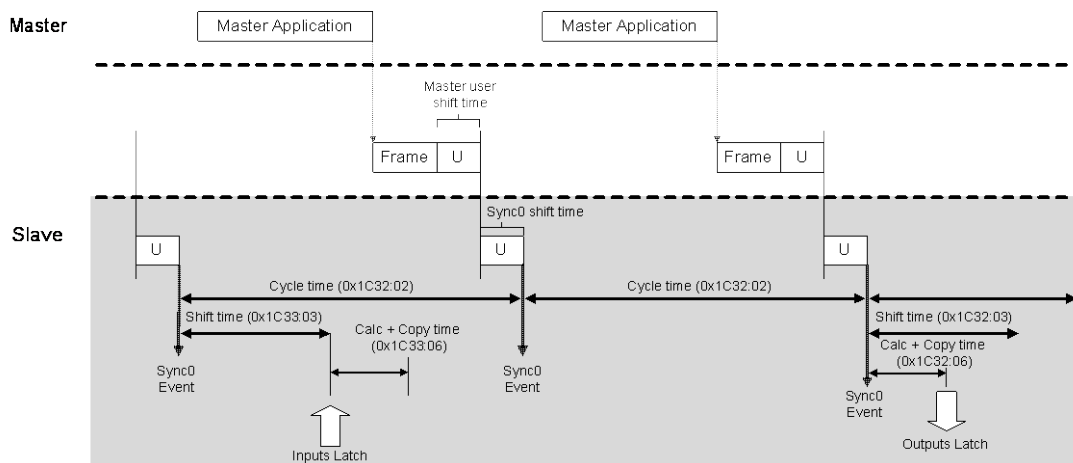 Master
Master Application
Master Application
Master user
shift time
Frame
U
Frame
U
Slave
Sync0 shift time
U
U
U
Cycle time (0x1C32:02)
Cycle time (0x1C32:02)
Shift time (0x1C33:03)
Shift time (0x1C32:03)
Calc + Copy time
(0x1C33:06)
Calc + Copy time
(0x1C32:06)
Sync0
Event
Sync0
Event
Sync0
Event
Inputs Latch
Outputs Latch